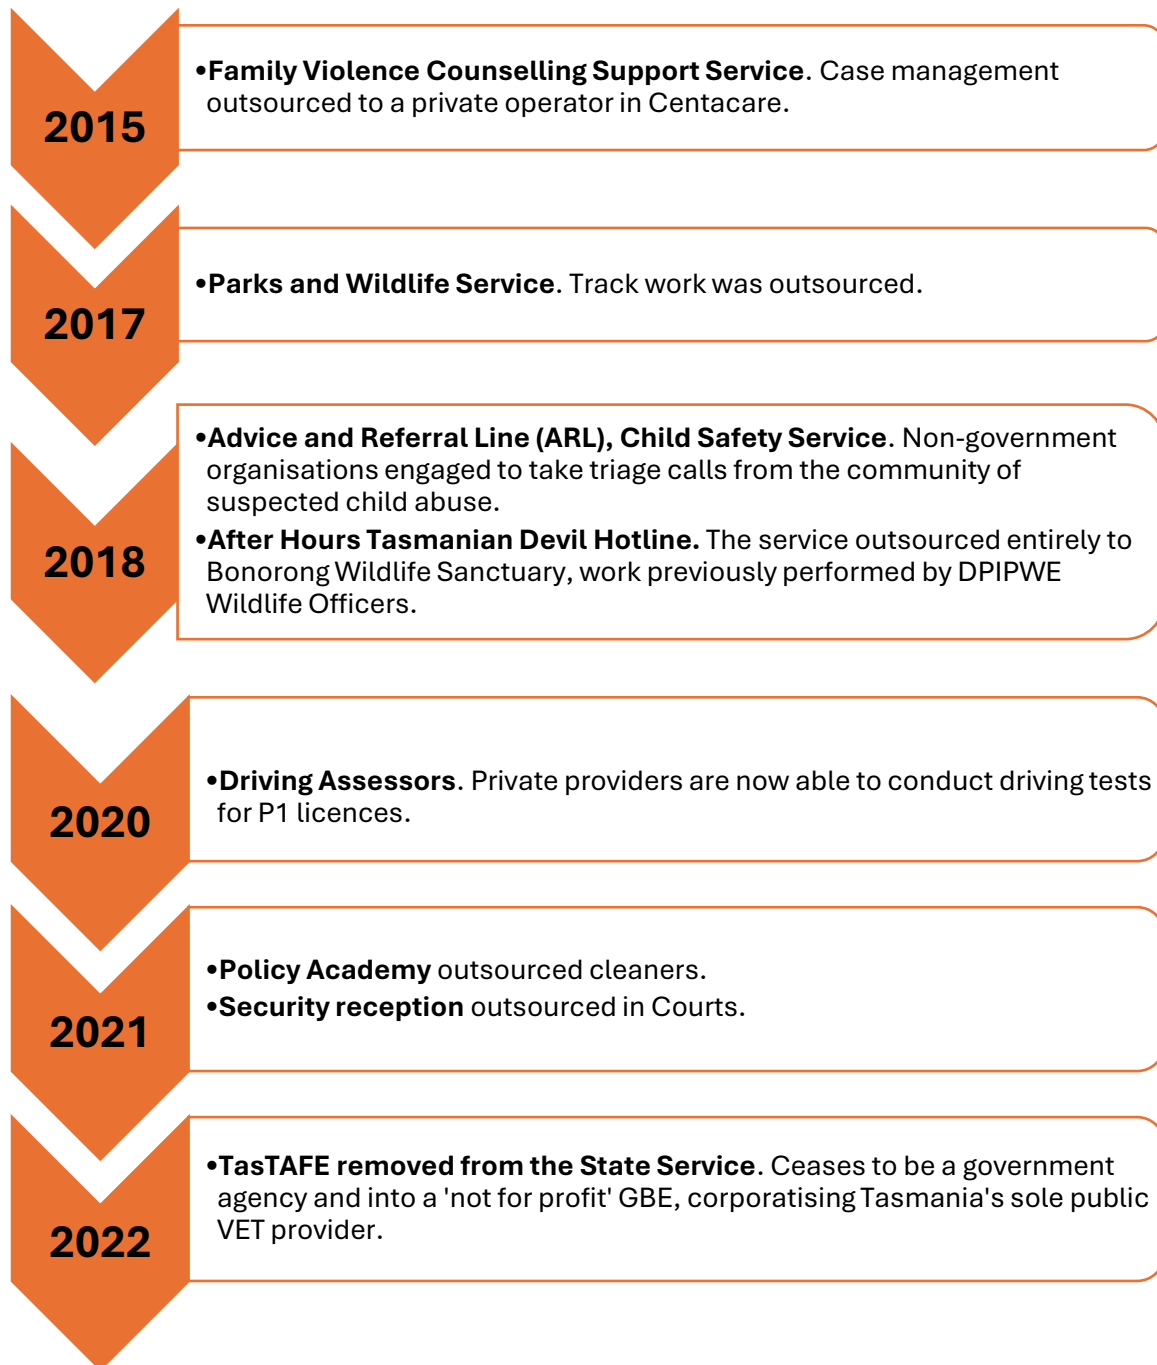 2015
•Family Violence Counselling Support Service. Case management
outsourced to a private operator in Centacare.
2017
•Parks and Wildlife Service. Track work was outsourced.
2018
•Advice and Referral Line (ARL), Child Safety Service. Non-government
organisations engaged to take triage calls from the community of
suspected child abuse.
•After Hours Tasmanian Devil Hotline. The service outsourced entirely to
Bonorong Wildlife Sanctuary, work previously performed by DPIPWE
Wildlife Officers.
2020
•Driving Assessors. Private providers are now able to conduct driving tests
for P1 licences.
2021
•Policy Academy outsourced cleaners.
•Security reception outsourced in Courts.
2022
•TasTAFE removed from the State Service. Ceases to be a government
agency and into a 'not for profit' GBE, corporatising Tasmania's sole public
VET provider.